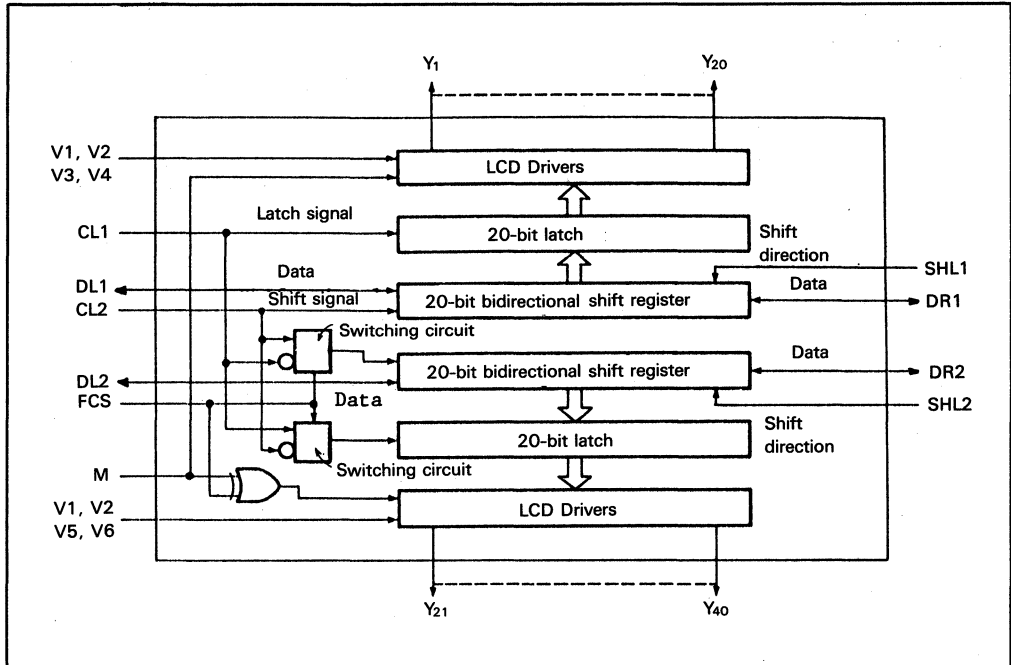 Y1
Y20
V1, V2
V3, V4
LCD Drivers
Latch signal
CL1
20-bit latch
Shift
direction
SHL1
Data
DL1
20-bit bidirectional shift register
Data
DR1
Shift signal
CL2
Switching circuit
20-bit bidirectional shift register
Data
DR2
DL2
FCS
Data
SHL2
20-bit latch
Shift
direction
Switching circuit
M
LCD Drivers
V1, V2
V5, V6
Y21
Y40